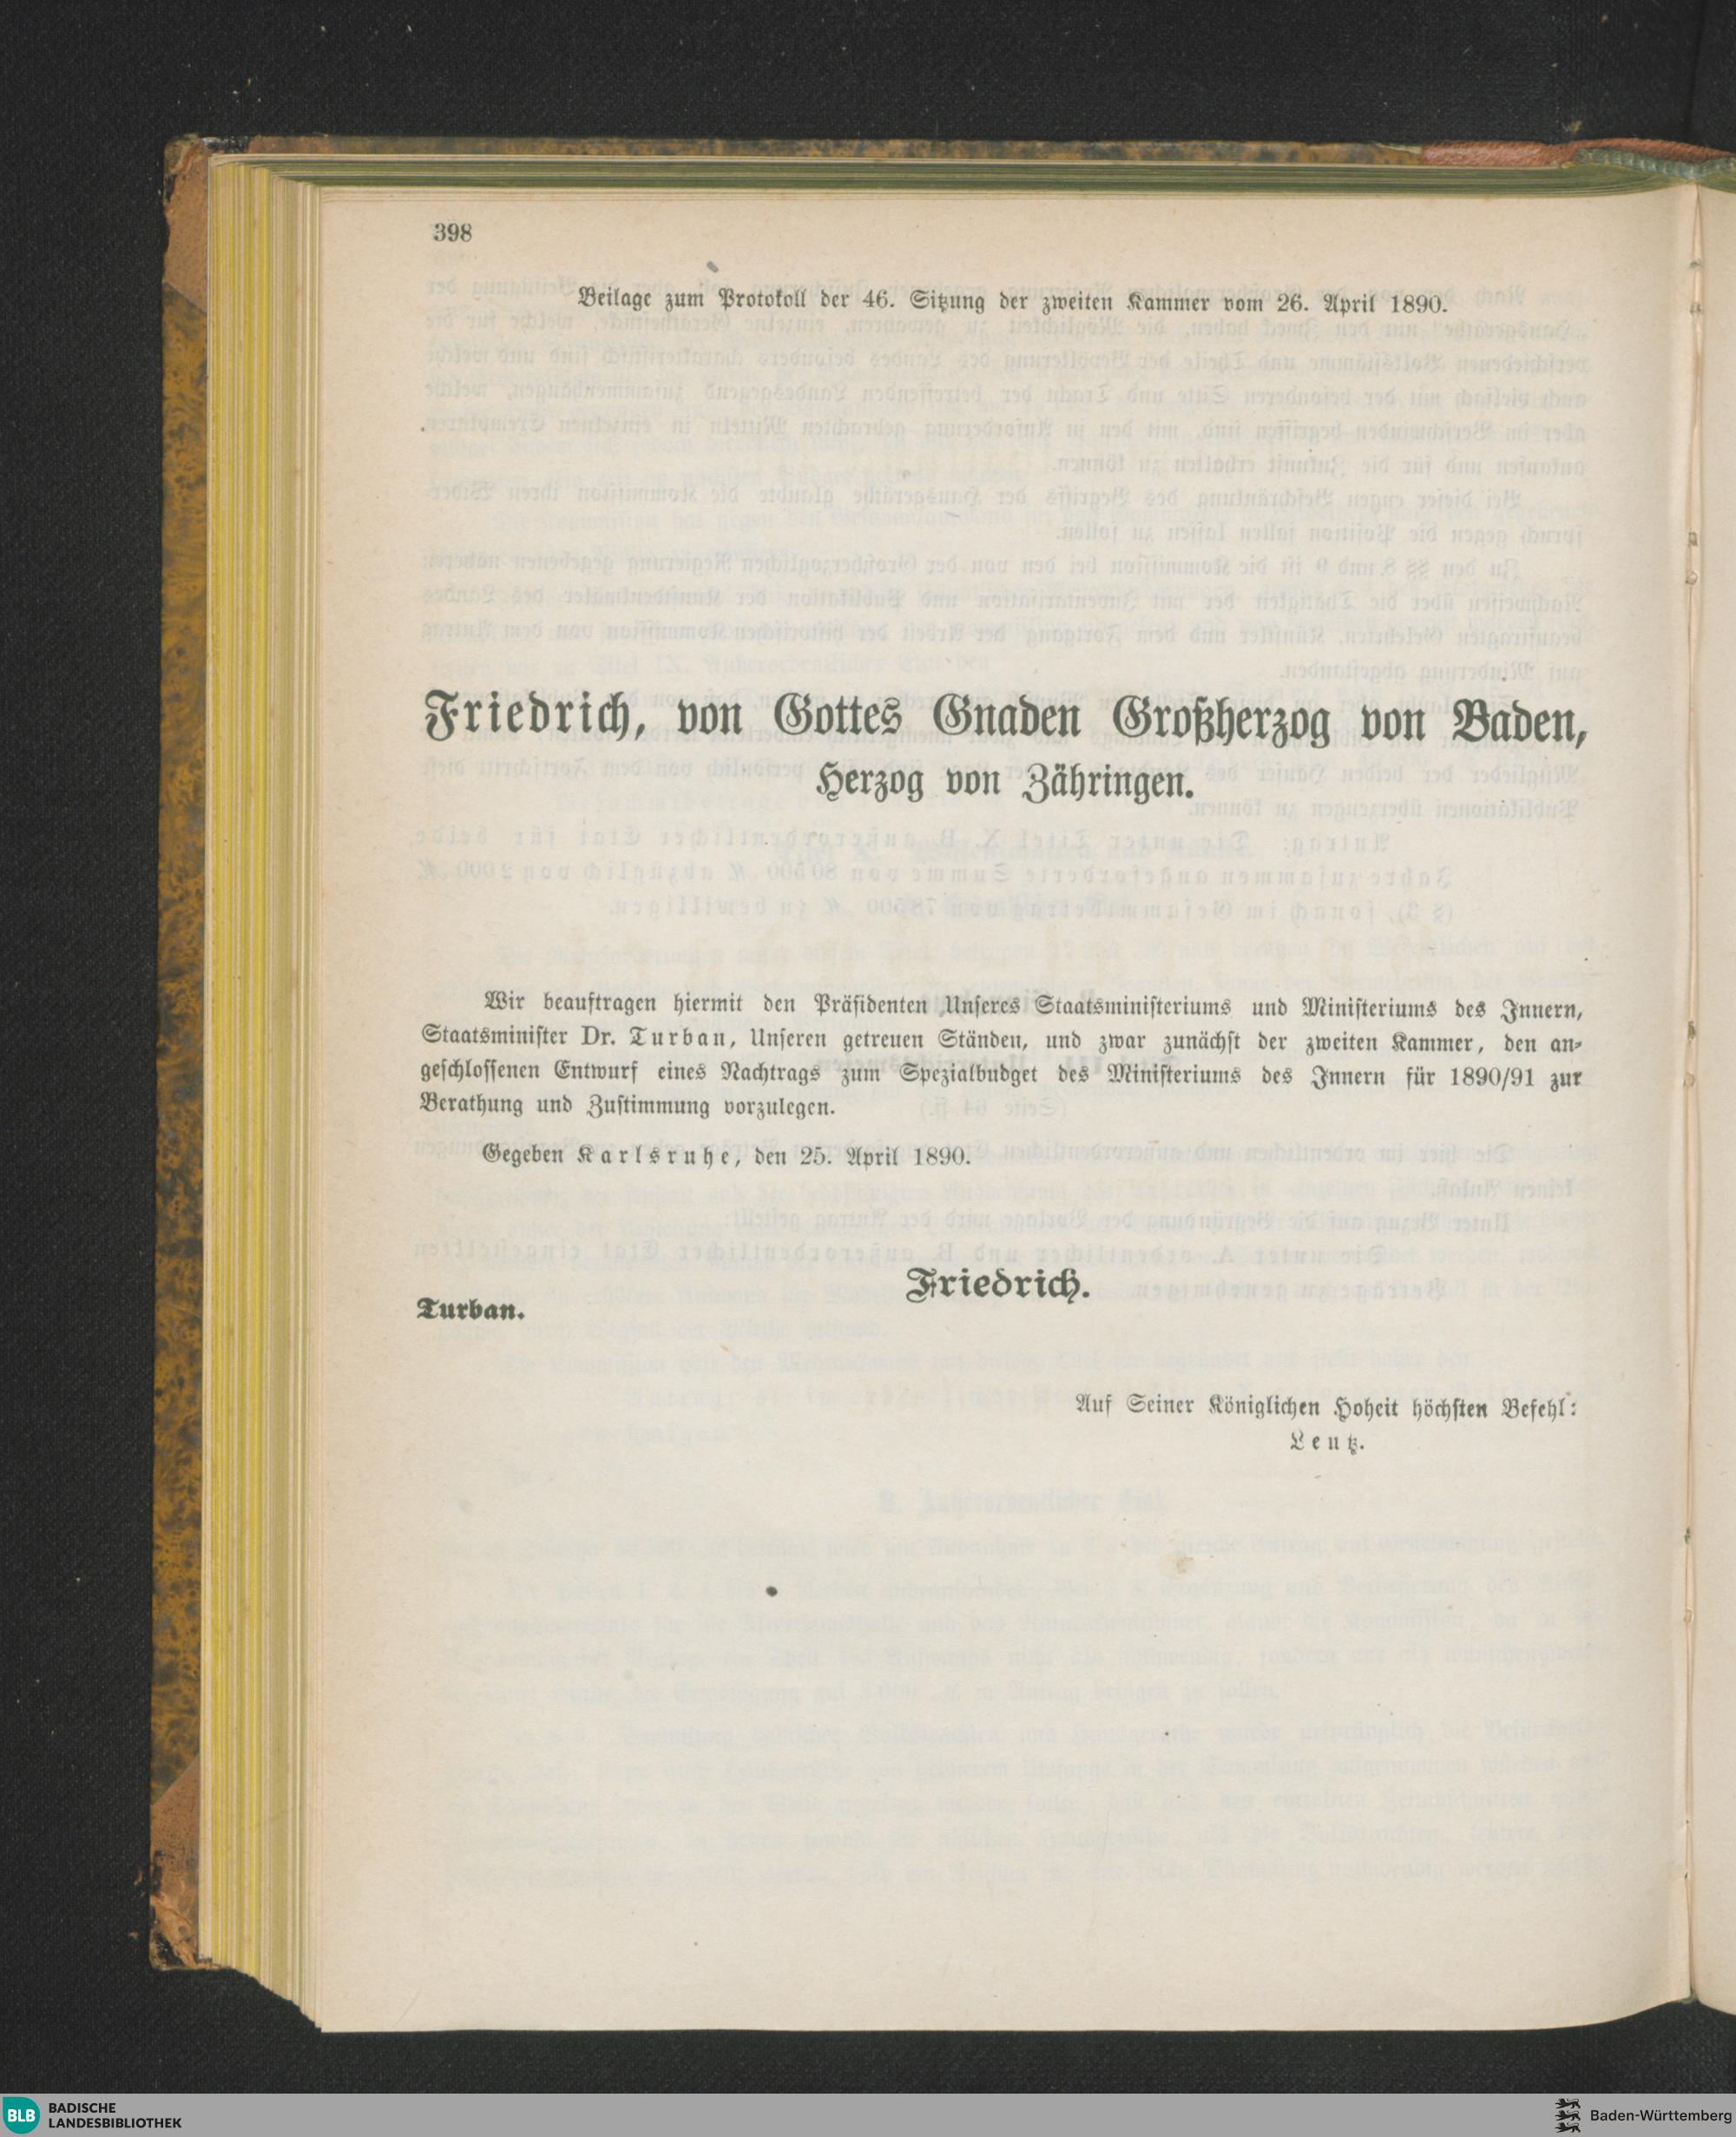 398
Beilage zum Protokoll der 46. Sitzung der zweiten Kammer vom 26. April 1890.
Friedrich, von Gottes Gnaden Großherzog von Baden,
Herzog von Zähringen.
Wir beauftragen hiermit den Präsidenten Unseres Staatsministeriums und Ministeriums des Innern,
Staatsminister Dr. Turban, Unseren getreuen Ständen, und zwar zunächst der zweiten Kammer, den an-
geschlossenen Entwurf eines Nachtrags zum Spezialbudget des Ministeriums des Innern für 1890/91 zur
Berathung und Zustimmung vorzulegen.
Gegeben Karlsruhe, den 25. April 1890.
Friedrich.
Turban.
Auf Seiner Königlichen Hoheit höchsten Befehl:
Leutz.
BLB BADISCHE
LANDESBIBLIOTHEK
Baden-Württemberg